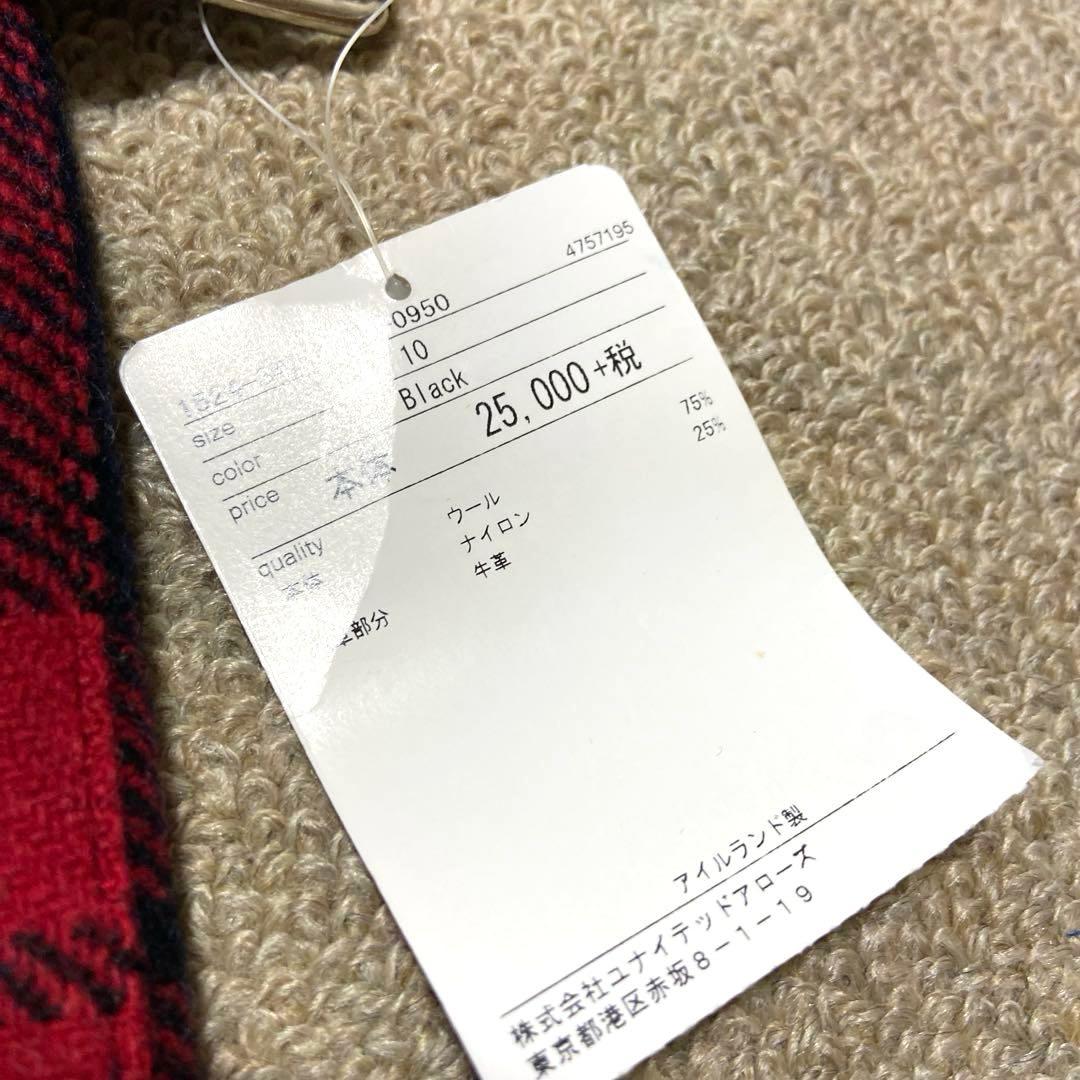 4757195
0950
size 10
color Black
price 本体 25,000+税
quality
本体 ウール 75%
ナイロン 25%
革部分 牛革
アイルランド製
株式会社ユナイテッドアローズ
東京都港区赤坂8-1-19